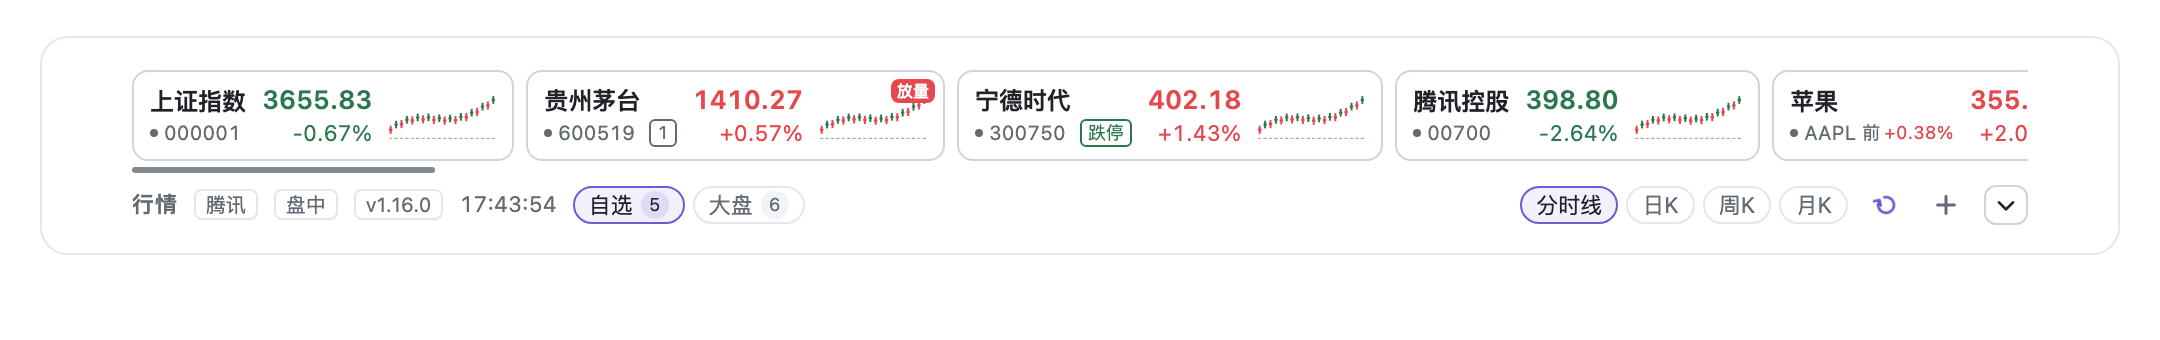 上证指数 3655.83
000001 -0.67%
贵州茅台 1410.27 放量
600519 1 +0.57%
宁德时代 402.18
300750 跌停 +1.43%
腾讯控股 398.80
00700 -2.64%
苹果 355.
AAPL 前+0.38% +2.0
行情 腾讯 盘中 v1.16.0 17:43:54 自选 5 大盘 6 分时线 日K 周K 月K